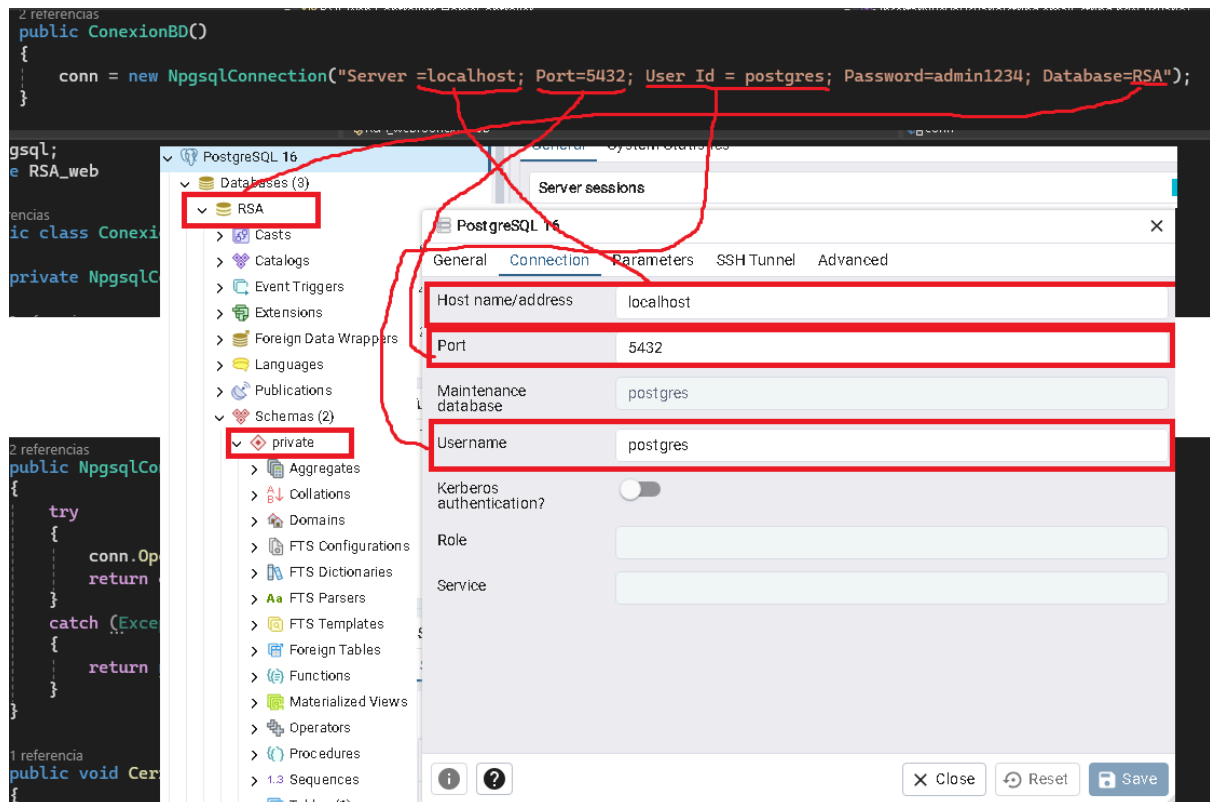 2 referencias
public ConexionBD()
{
conn = new NpgsqlConnection("Server =localhost; Port=5432; User Id = postgres; Password=admin1234; Database=RSA");
}
gsql;
e RSA_web
encias
ic class Conexi
private NpgsqlC
PostgreSQL 16
Databases (3)
RSA
Casts
Catalogs
Event Triggers
Extensions
Foreign Data Wrappers
Languages
Publications
Schemas (2)
private
Aggregates
Collations
Domains
FTS Configurations
FTS Dictionaries
Aa FTS Parsers
FTS Templates
Foreign Tables
Functions
Materialized Views
Operators
Procedures
1.3 Sequences
General System Statistics
Server sessions
PostgreSQL 16
General Connection Parameters SSH Tunnel Advanced
Host name/address localhost
Port 5432
Maintenance
database postgres
Username postgres
Kerberos
authentication?
Role
Service
Close Reset Save
2 referencias
public NpgsqlCo
{
try
{
conn.Op
return
}
catch (Exce
{
return
}
}
1 referencia
public void Cer
{